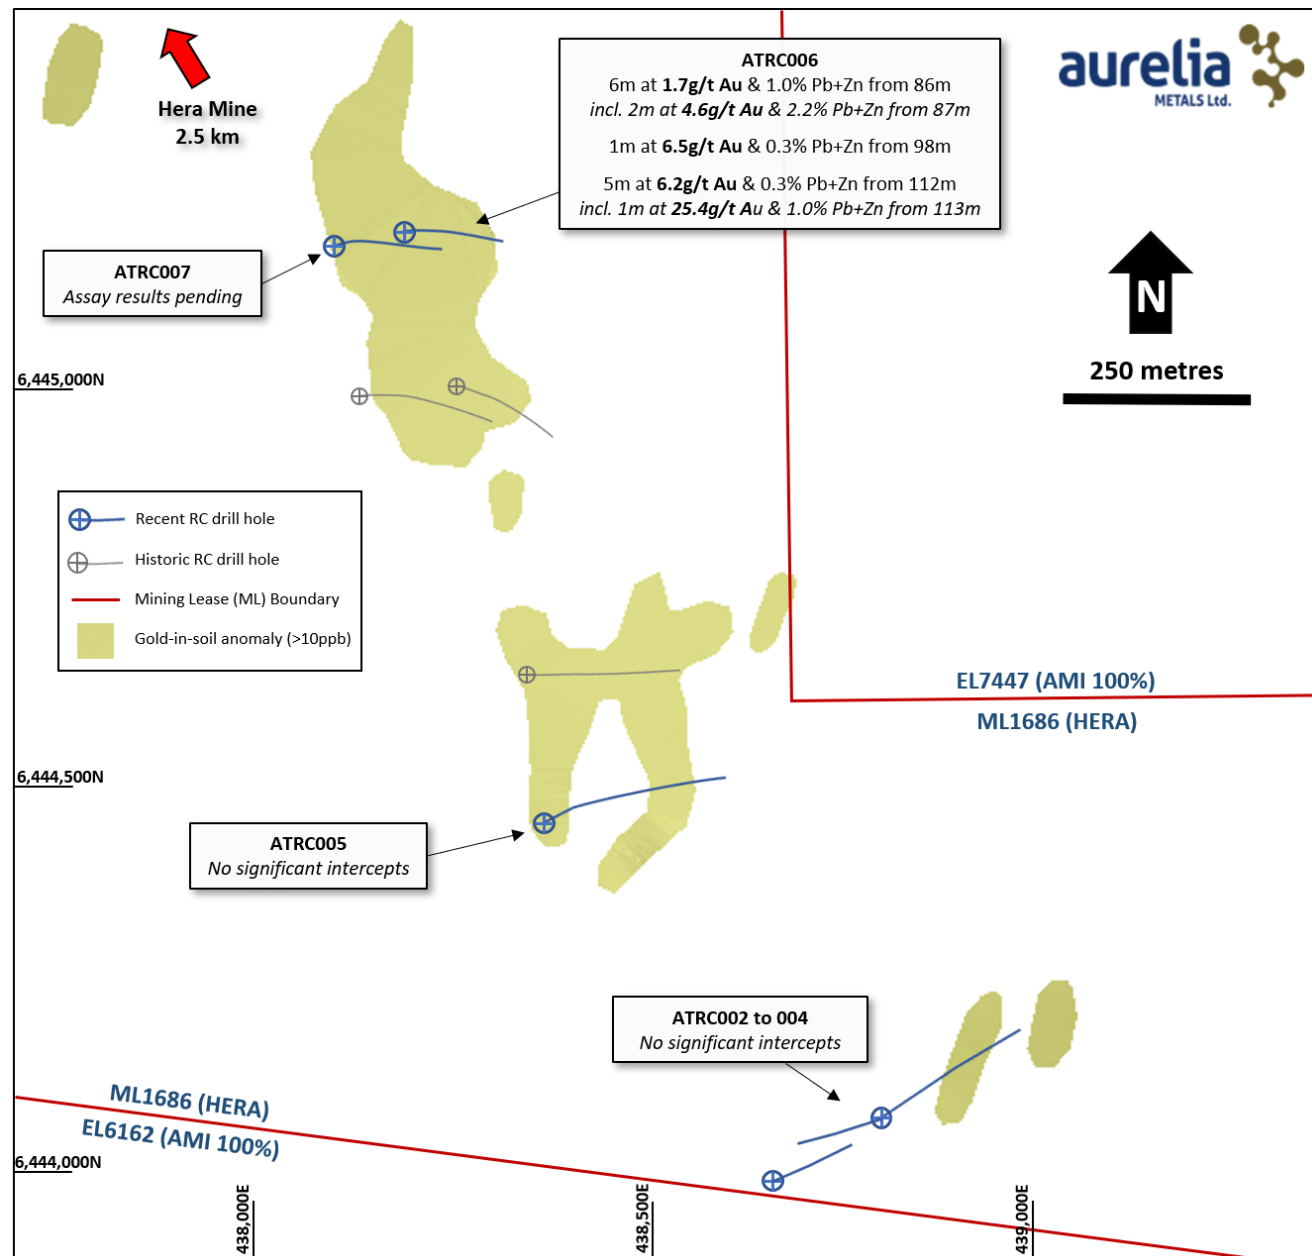 aurelia
METALS Ltd.
Hera Mine
2.5 km
ATRC006
6m at 1.7g/t Au & 1.0% Pb+Zn from 86m
incl. 2m at 4.6g/t Au & 2.2% Pb+Zn from 87m
1m at 6.5g/t Au & 0.3% Pb+Zn from 98m
5m at 6.2g/t Au & 0.3% Pb+Zn from 112m
incl. 1m at 25.4g/t Au & 1.0% Pb+Zn from 113m
ATRC007
Assay results pending
N
250 metres
6,445,000N
Recent RC drill hole
Historic RC drill hole
Mining Lease (ML) Boundary
Gold-in-soil anomaly (>10ppb)
EL7447 (AMI 100%)
ML1686 (HERA)
6,444,500N
ATRC005
No significant intercepts
ATRC002 to 004
No significant intercepts
ML1686 (HERA)
EL6162 (AMI 100%)
6,444,000N
438,000E
438,500E
439,000E